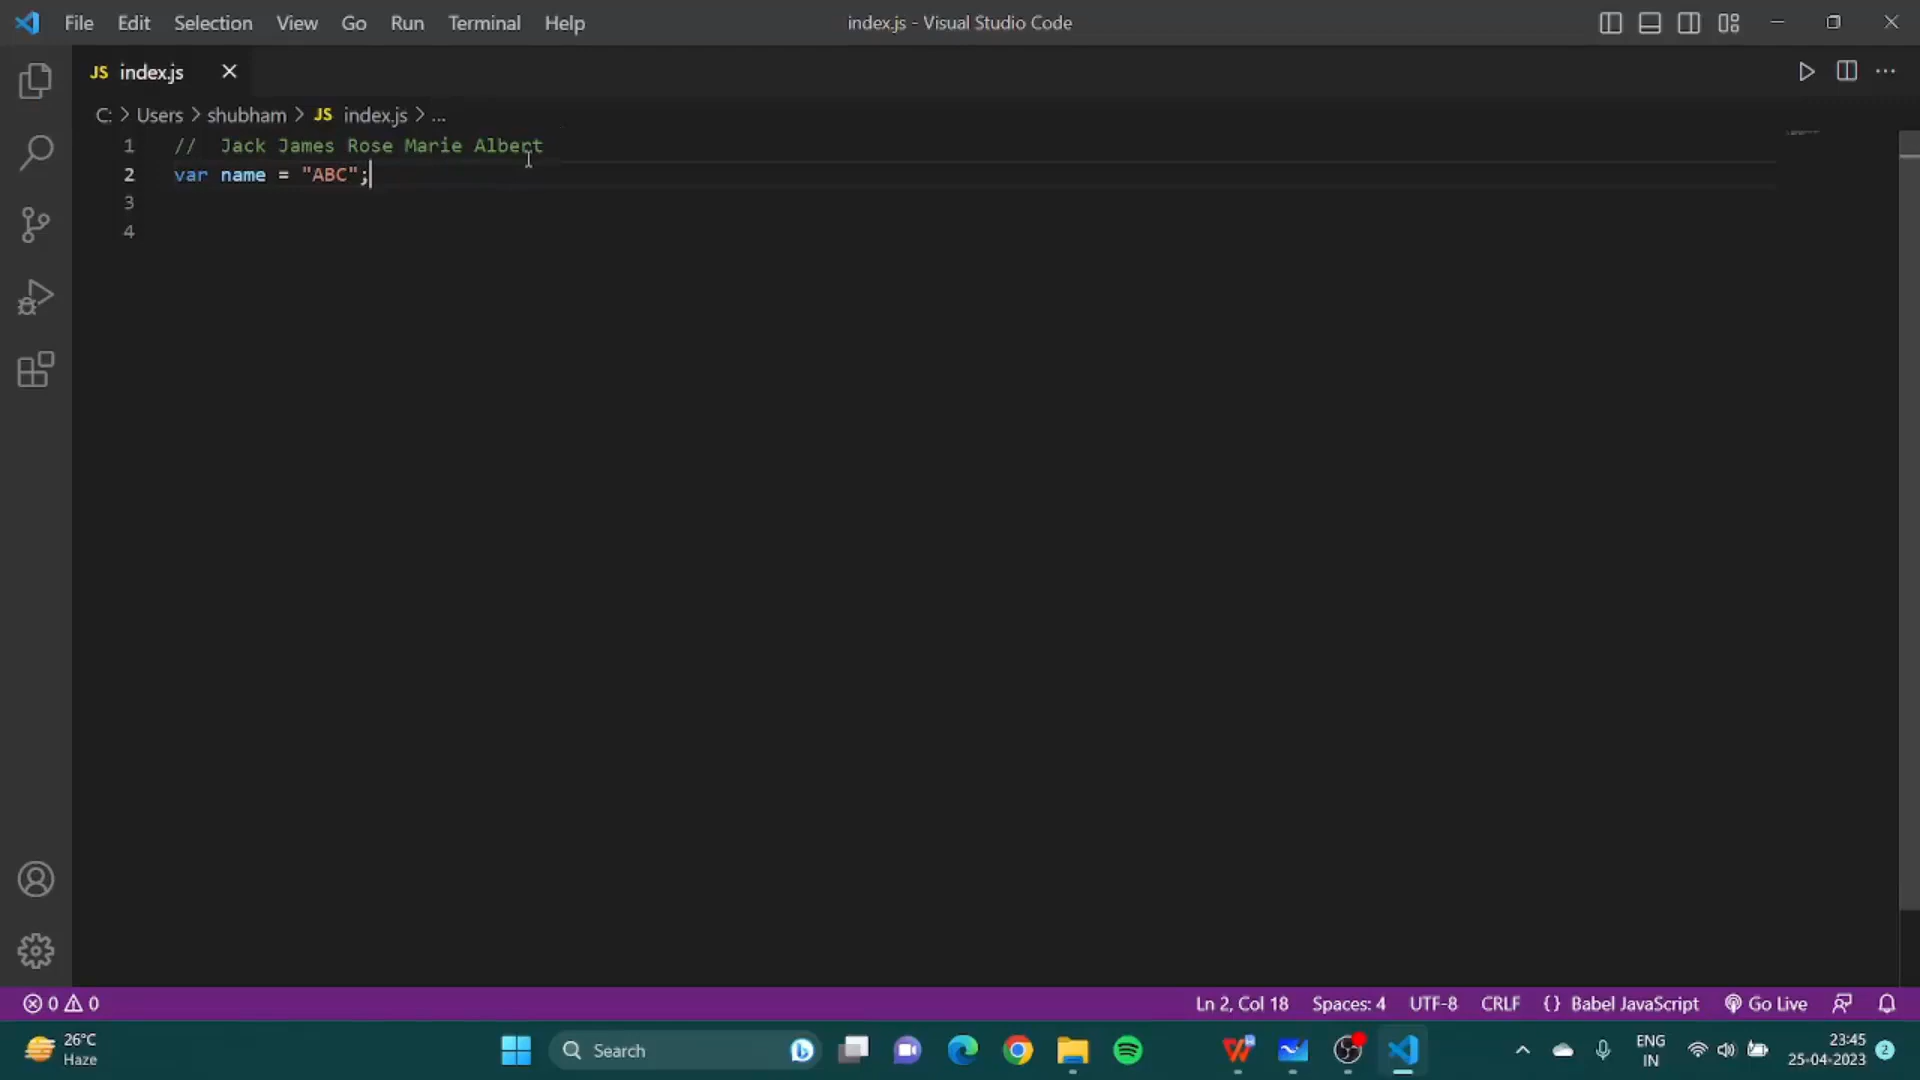 File Edit Selection View Go Run Terminal Help index.js - Visual Studio Code
JS index.js
C: > Users > shubham > JS index.js > ...
1 //  Jack James Rose Marie Albert
2 var name = "ABC";
3
4
0 0 Ln 2, Col 18 Spaces: 4 UTF-8 CRLF {} Babel JavaScript Go Live
26°C
Haze
Search
ENG
IN
23:45
25-04-2023
2